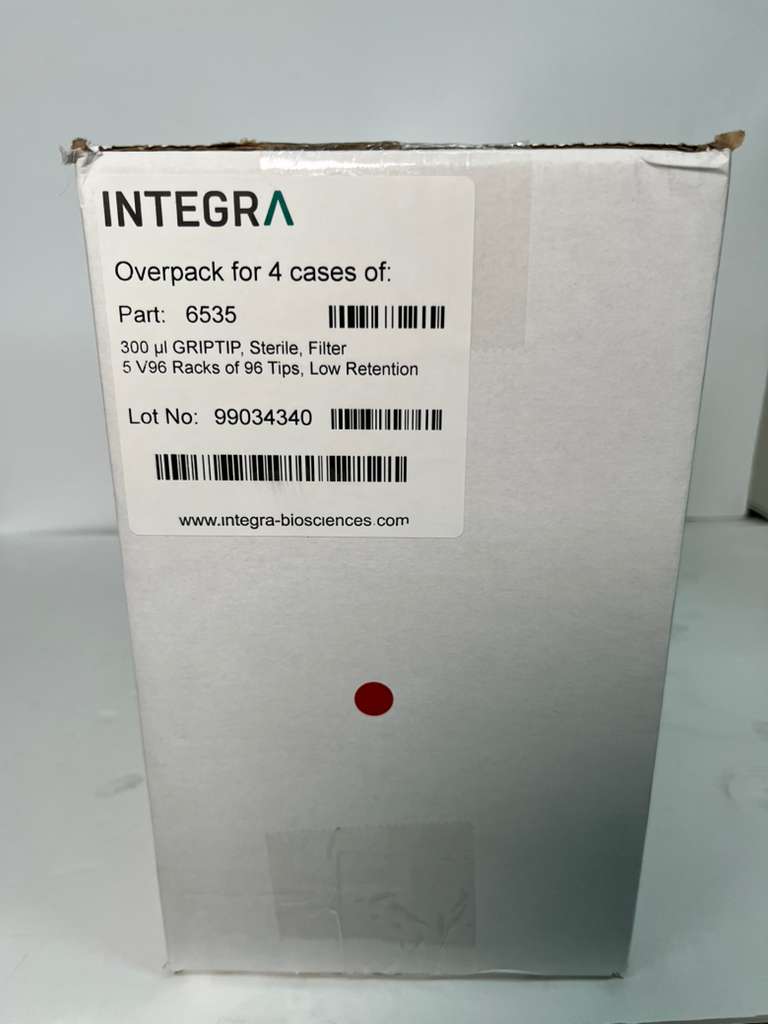 INTEGRA
Overpack for 4 cases of:
Part: 6535
300 µl GRIPTIP, Sterile, Filter
5 V96 Racks of 96 Tips, Low Retention
Lot No: 99034340
www.integra-biosciences.com